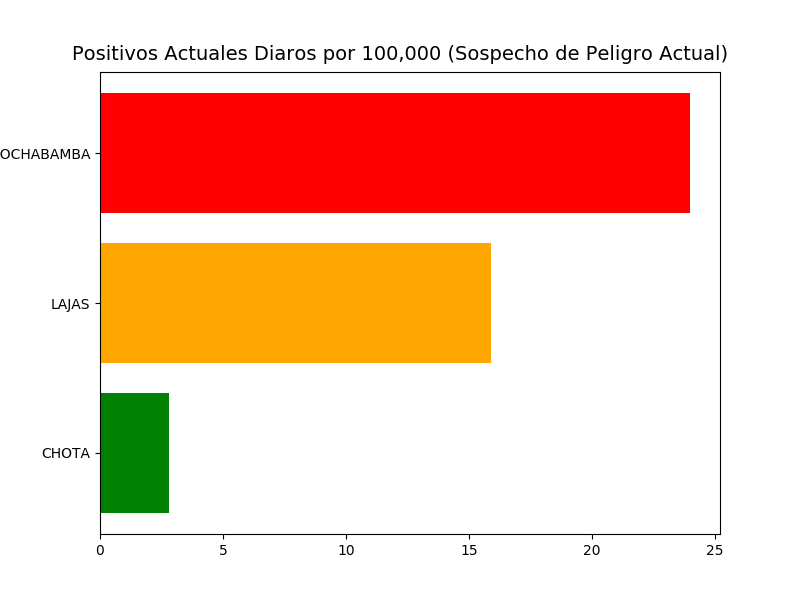 Positivos Actuales Diaros por 100,000 (Sospecho de Peligro Actual)
OCHABAMBA
LAJAS
CHOTA
0 5 10 15 20 25